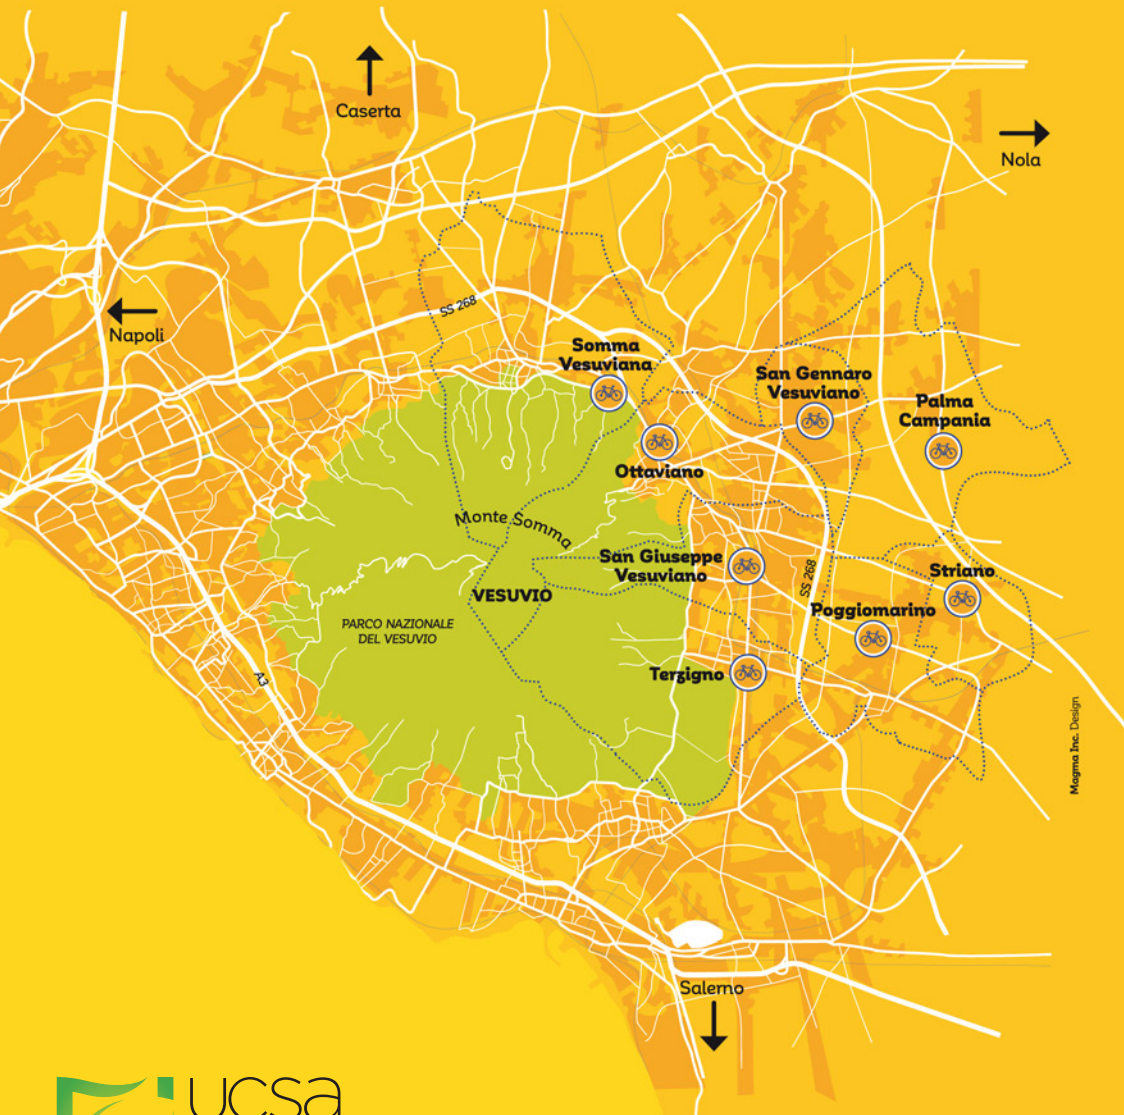 Caserta
Nola
SS 268
Napoli
Somma
Vesuviana
San Gennaro
Vesuviano
Palma
Campania
Ottaviano
Monte Somma
San Giuseppe
Vesuviano
SS 268
Striano
VESUVIO
Poggiomarino
PARCO NAZIONALE
DEL VESUVIO
Terzigno
A3
Magma Inc. Design
Salerno
ucsa